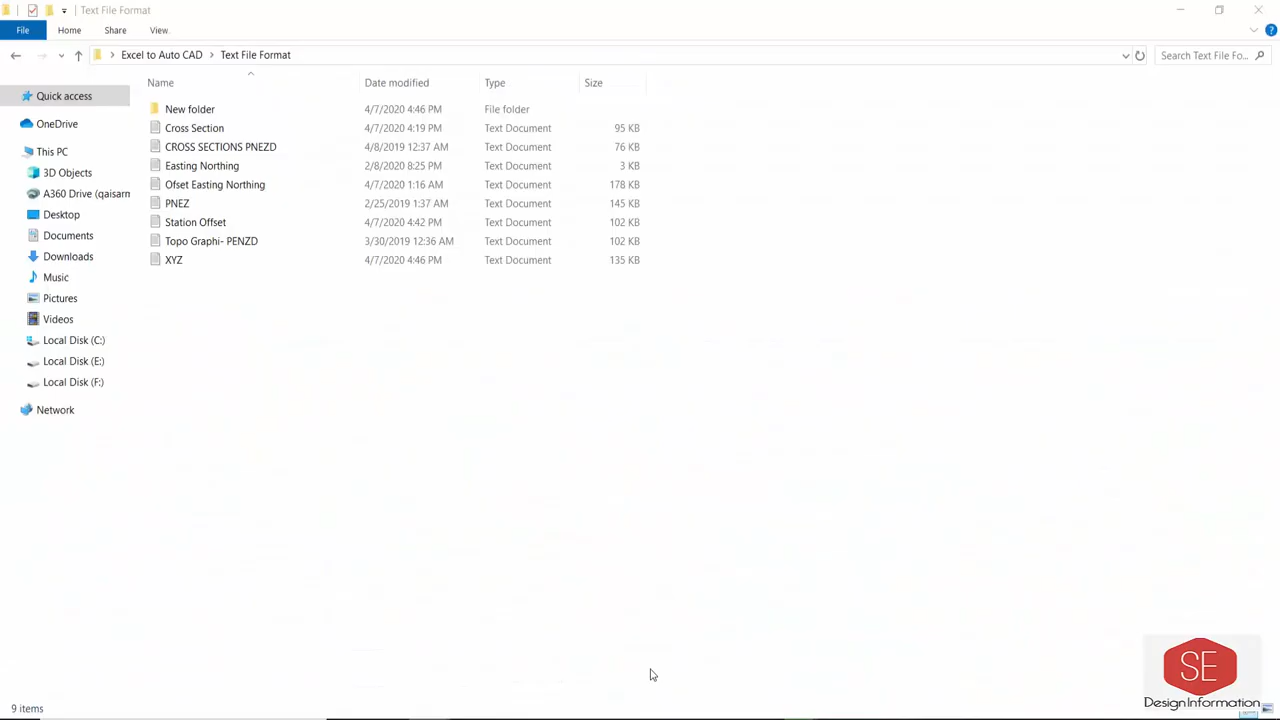 Text File Format
File Home Share View
Excel to Auto CAD Text File Format Search Text File Fo...
Name Date modified Type Size
Quick access
OneDrive
This PC
3D Objects
A360 Drive (qaisarm
Desktop
Documents
Downloads
Music
Pictures
Videos
Local Disk (C:)
Local Disk (E:)
Local Disk (F:)
Network
New folder 4/7/2020 4:46 PM File folder
Cross Section 4/7/2020 4:19 PM Text Document 95 KB
CROSS SECTIONS PNEZD 4/8/2019 12:37 AM Text Document 76 KB
Easting Northing 2/8/2020 8:25 PM Text Document 3 KB
Ofset Easting Northing 4/7/2020 1:16 AM Text Document 178 KB
PNEZ 2/25/2019 1:37 AM Text Document 145 KB
Station Offset 4/7/2020 4:42 PM Text Document 102 KB
Topo Graphi- PENZD 3/30/2019 12:36 AM Text Document 102 KB
XYZ 4/7/2020 4:46 PM Text Document 135 KB
9 items
SE
Design Information